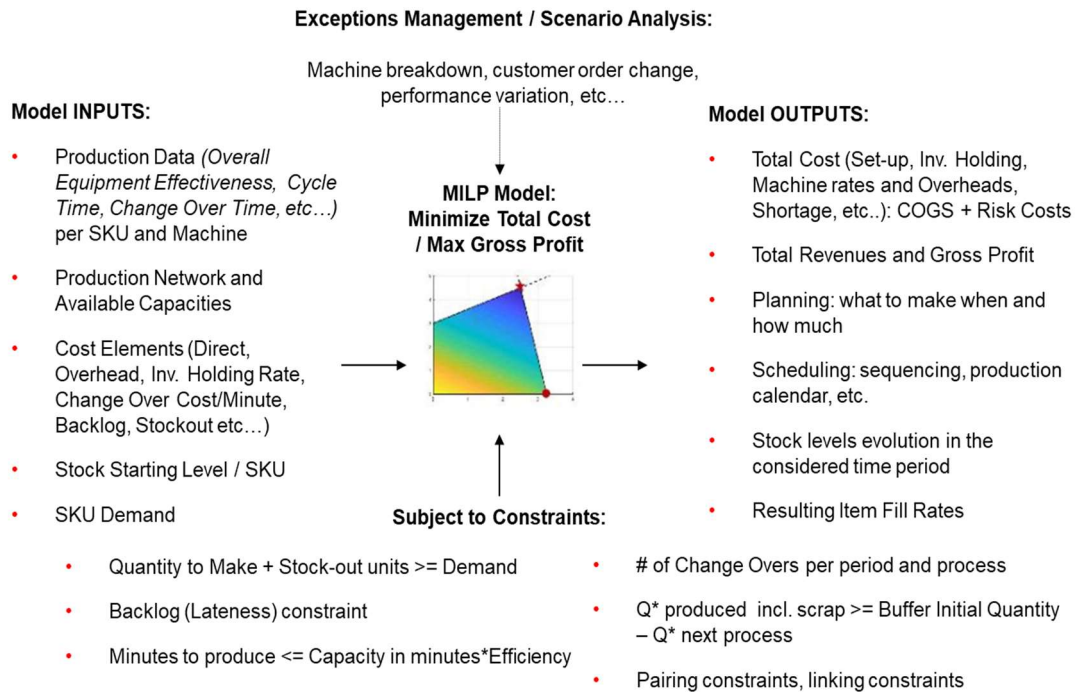 Exceptions Management / Scenario Analysis:
Machine breakdown, customer order change,
performance variation, etc…
Model INPUTS:
• Production Data (Overall
Equipment Effectiveness, Cycle
Time, Change Over Time, etc…)
per SKU and Machine
• Production Network and
Available Capacities
• Cost Elements (Direct,
Overhead, Inv. Holding Rate,
Change Over Cost/Minute,
Backlog, Stockout etc…)
• Stock Starting Level / SKU
• SKU Demand
MILP Model:
Minimize Total Cost
/ Max Gross Profit
Model OUTPUTS:
• Total Cost (Set-up, Inv. Holding,
Machine rates and Overheads,
Shortage, etc..): COGS + Risk Costs
• Total Revenues and Gross Profit
• Planning: what to make when and
how much
• Scheduling: sequencing, production
calendar, etc.
• Stock levels evolution in the
considered time period
• Resulting Item Fill Rates
Subject to Constraints:
• Quantity to Make + Stock-out units >= Demand
• Backlog (Lateness) constraint
• Minutes to produce <= Capacity in minutes*Efficiency
• # of Change Overs per period and process
• Q* produced incl. scrap >= Buffer Initial Quantity
– Q* next process
• Pairing constraints, linking constraints